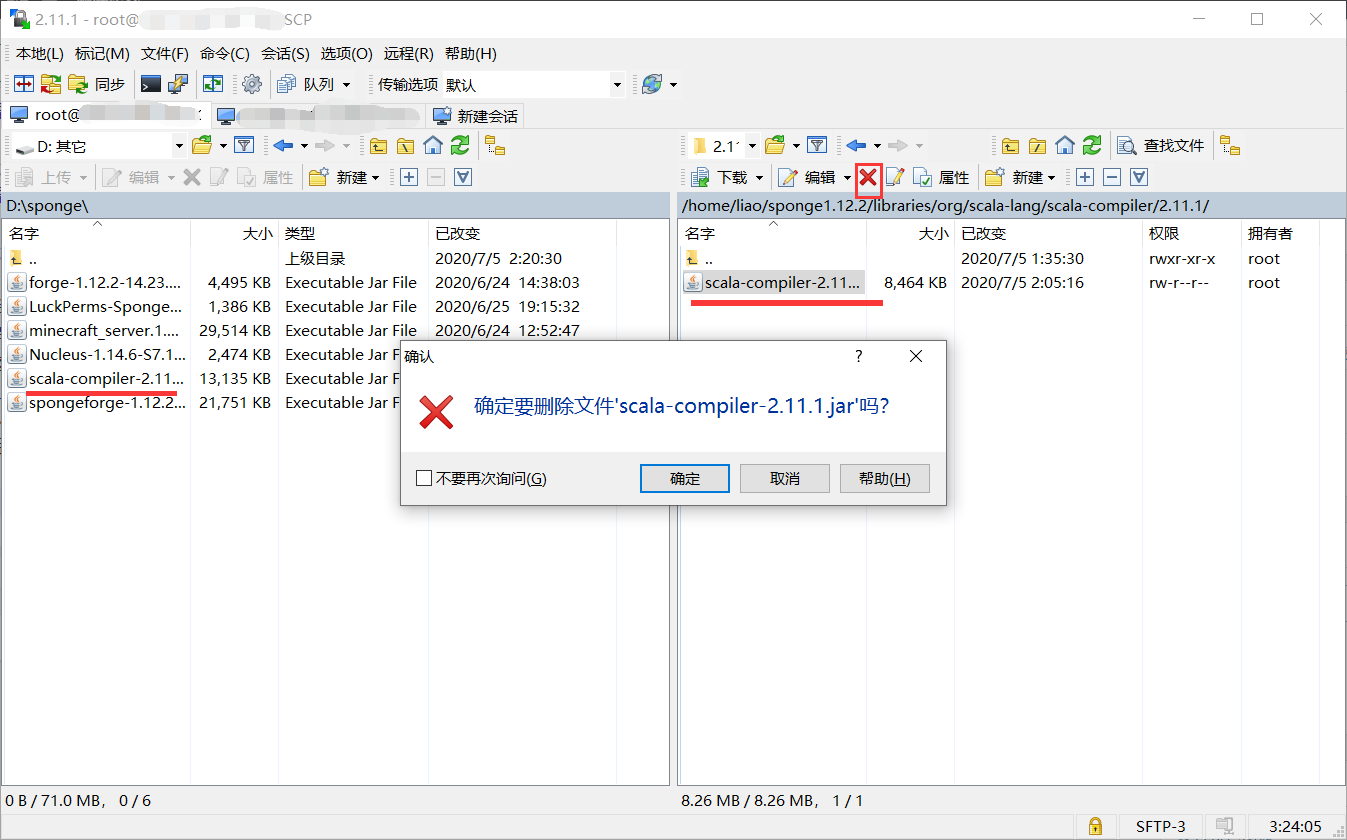 2.11.1 - root@ SCP
本地(L) 标记(M) 文件(F) 命令(C) 会话(S) 选项(O) 远程(R) 帮助(H)
同步 队列 传输选项 默认
root@ 新建会话
D: 其它
2.1 查找文件
上传 编辑 属性 新建
下载 编辑 属性 新建
D:\sponge\
/home/liao/sponge1.12.2/libraries/org/scala-lang/scala-compiler/2.11.1/
名字 大小 类型 已改变
.. 上级目录 2020/7/5 2:20:30
forge-1.12.2-14.23.... 4,495 KB Executable Jar File 2020/6/24 14:38:03
LuckPerms-Sponge... 1,386 KB Executable Jar File 2020/6/25 19:15:32
minecraft_server.1.... 29,514 KB Executable Jar File 2020/6/24 12:52:47
Nucleus-1.14.6-S7.1... 2,474 KB Executable Jar F
scala-compiler-2.11... 13,135 KB Executable Jar F
spongeforge-1.12.2... 21,751 KB Executable Jar F
名字 大小 已改变 权限 拥有者
.. 2020/7/5 1:35:30 rwxr-xr-x root
scala-compiler-2.11... 8,464 KB 2020/7/5 2:05:16 rw-r--r-- root
确认 ?
确定要删除文件'scala-compiler-2.11.1.jar'吗?
不要再次询问(G) 确定 取消 帮助(H)
0 B / 71.0 MB, 0 / 6
8.26 MB / 8.26 MB, 1 / 1
SFTP-3 3:24:05